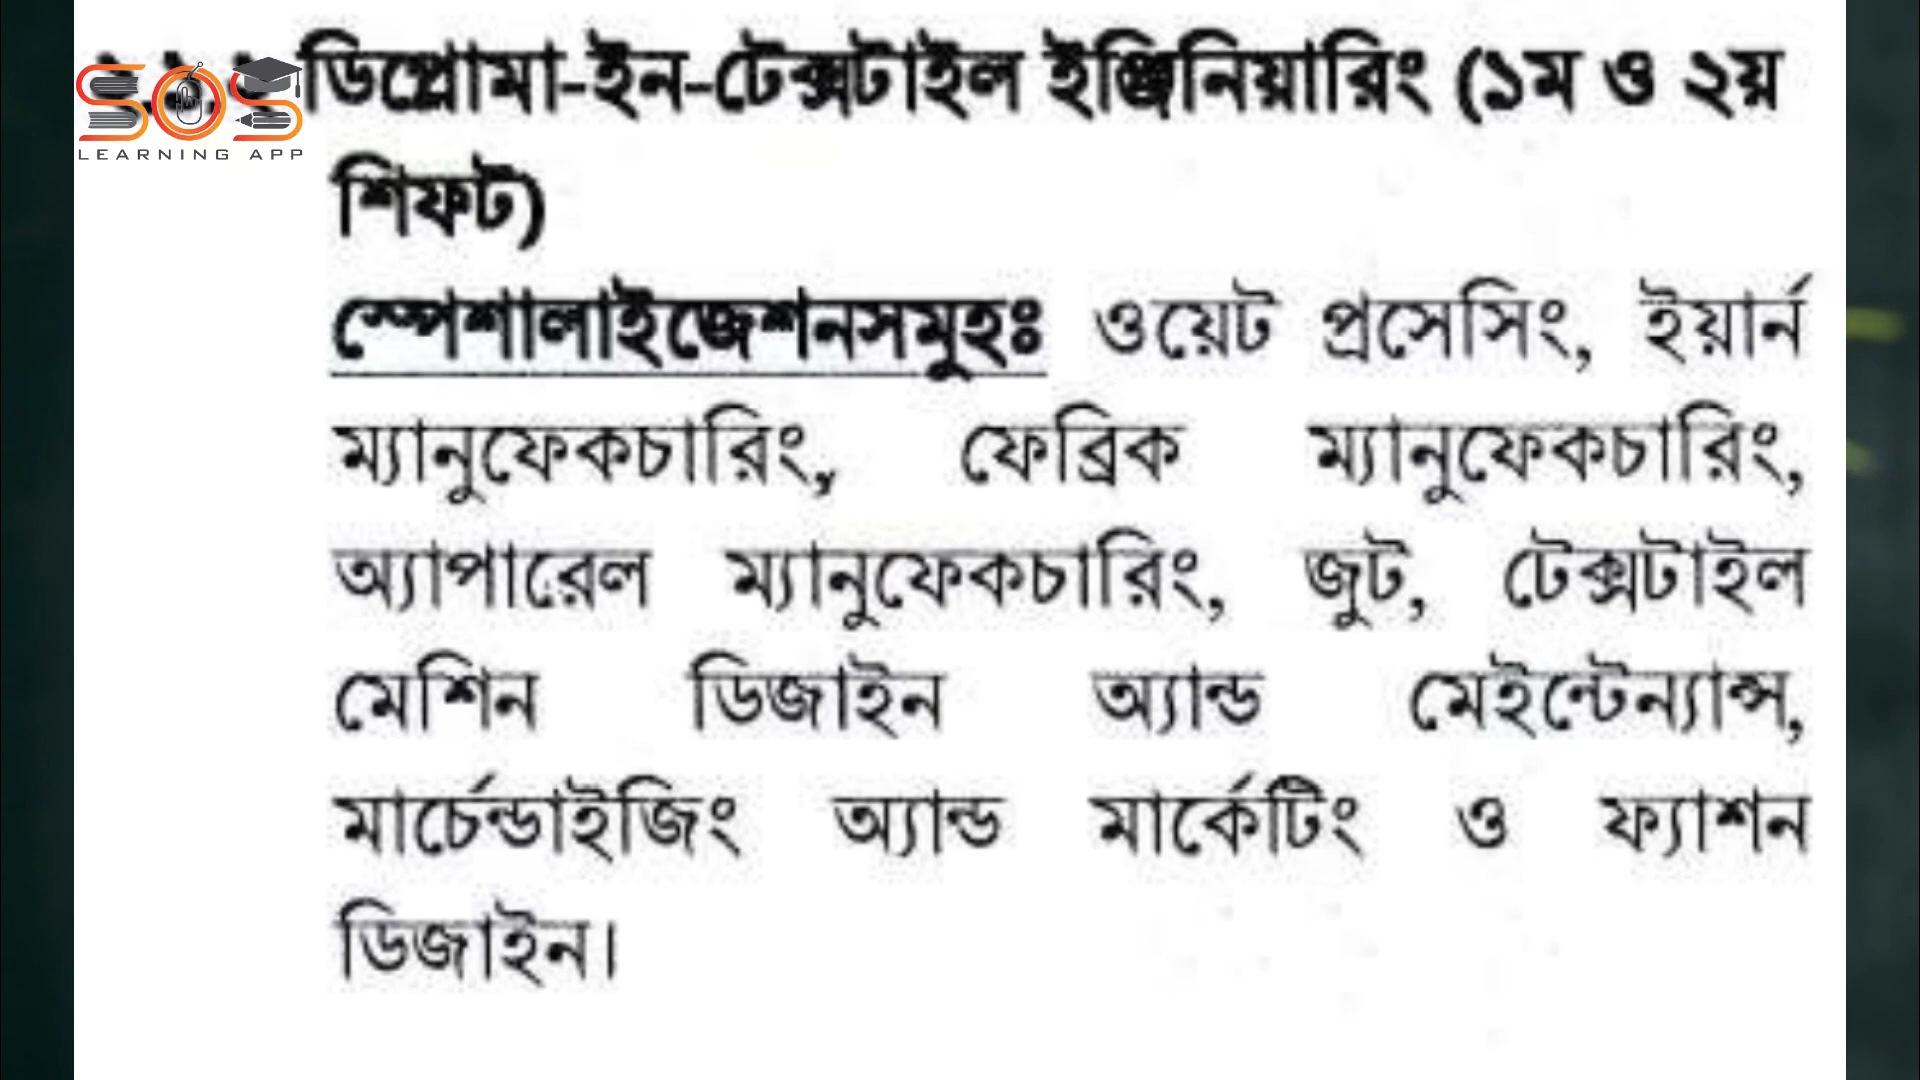 ডিপ্লোমা-ইন-টেক্সটাইল ইঞ্জিনিয়ারিং (১ম ও ২য়
SOS
LEARNING APP
শিফট)
স্পেশালাইজেশনসমুহঃ ওয়েট প্রসেসিং, ইয়ার্ন
ম্যানুফেকচারিং, ফেব্রিক ম্যানুফেকচারিং,
অ্যাপারেল ম্যানুফেকচারিং, জুট, টেক্সটাইল
মেশিন ডিজাইন অ্যান্ড মেইন্টেন্যান্স,
মার্চেন্ডাইজিং অ্যান্ড মার্কেটিং ও ফ্যাশন
ডিজাইন।